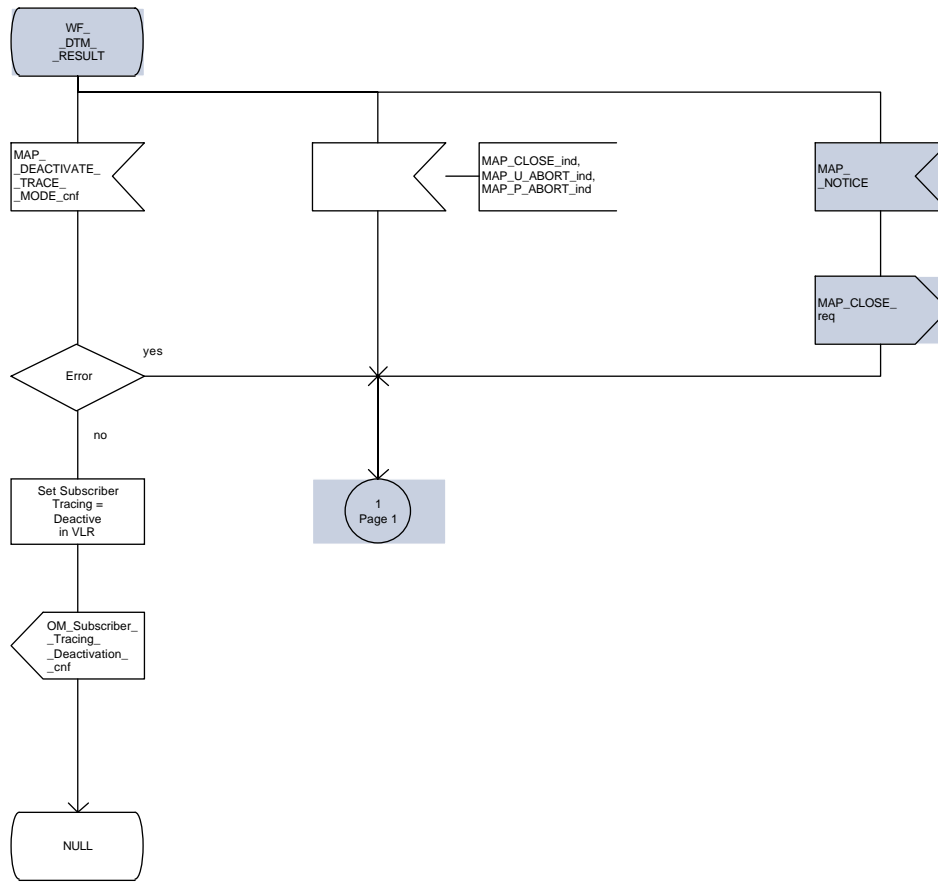 WF_
_DTM_
_RESULT
MAP_
_DEACTIVATE_
_TRACE_
_MODE_cnf
MAP_CLOSE_ind,
MAP_U_ABORT_ind,
MAP_P_ABORT_ind
MAP_
_NOTICE
MAP_CLOSE_
req
Error
yes
no
Set Subscriber
Tracing =
Deactive
in VLR
1
Page 1
OM_Subscriber_
_Tracing_
_Deactivation_
_cnf
NULL